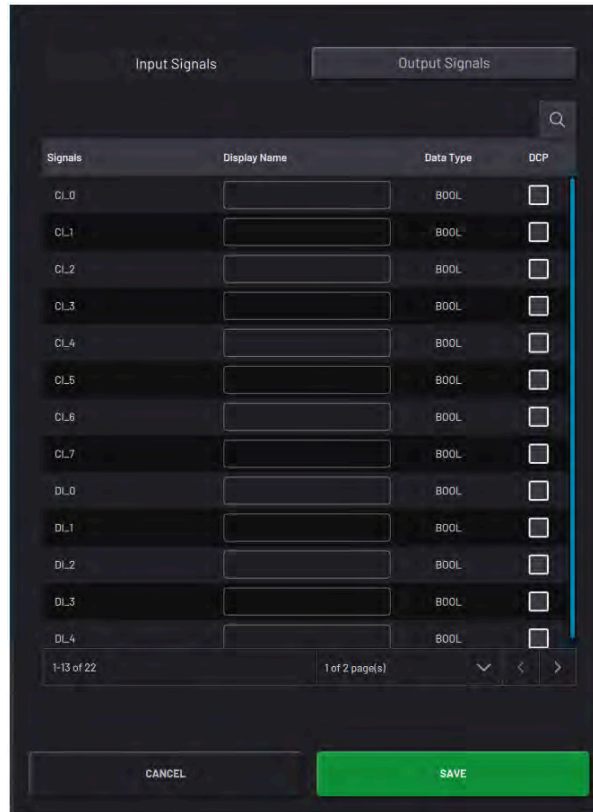 Input Signals Output Signals
Signals Display Name Data Type DCP
CI_0 BOOL
CI_1 BOOL
CI_2 BOOL
CI_3 BOOL
CI_4 BOOL
CI_5 BOOL
CI_6 BOOL
CI_7 BOOL
DI_0 BOOL
DI_1 BOOL
DI_2 BOOL
DI_3 BOOL
DI_4 BOOL
1-13 of 22 1 of 2 page(s)
CANCEL SAVE